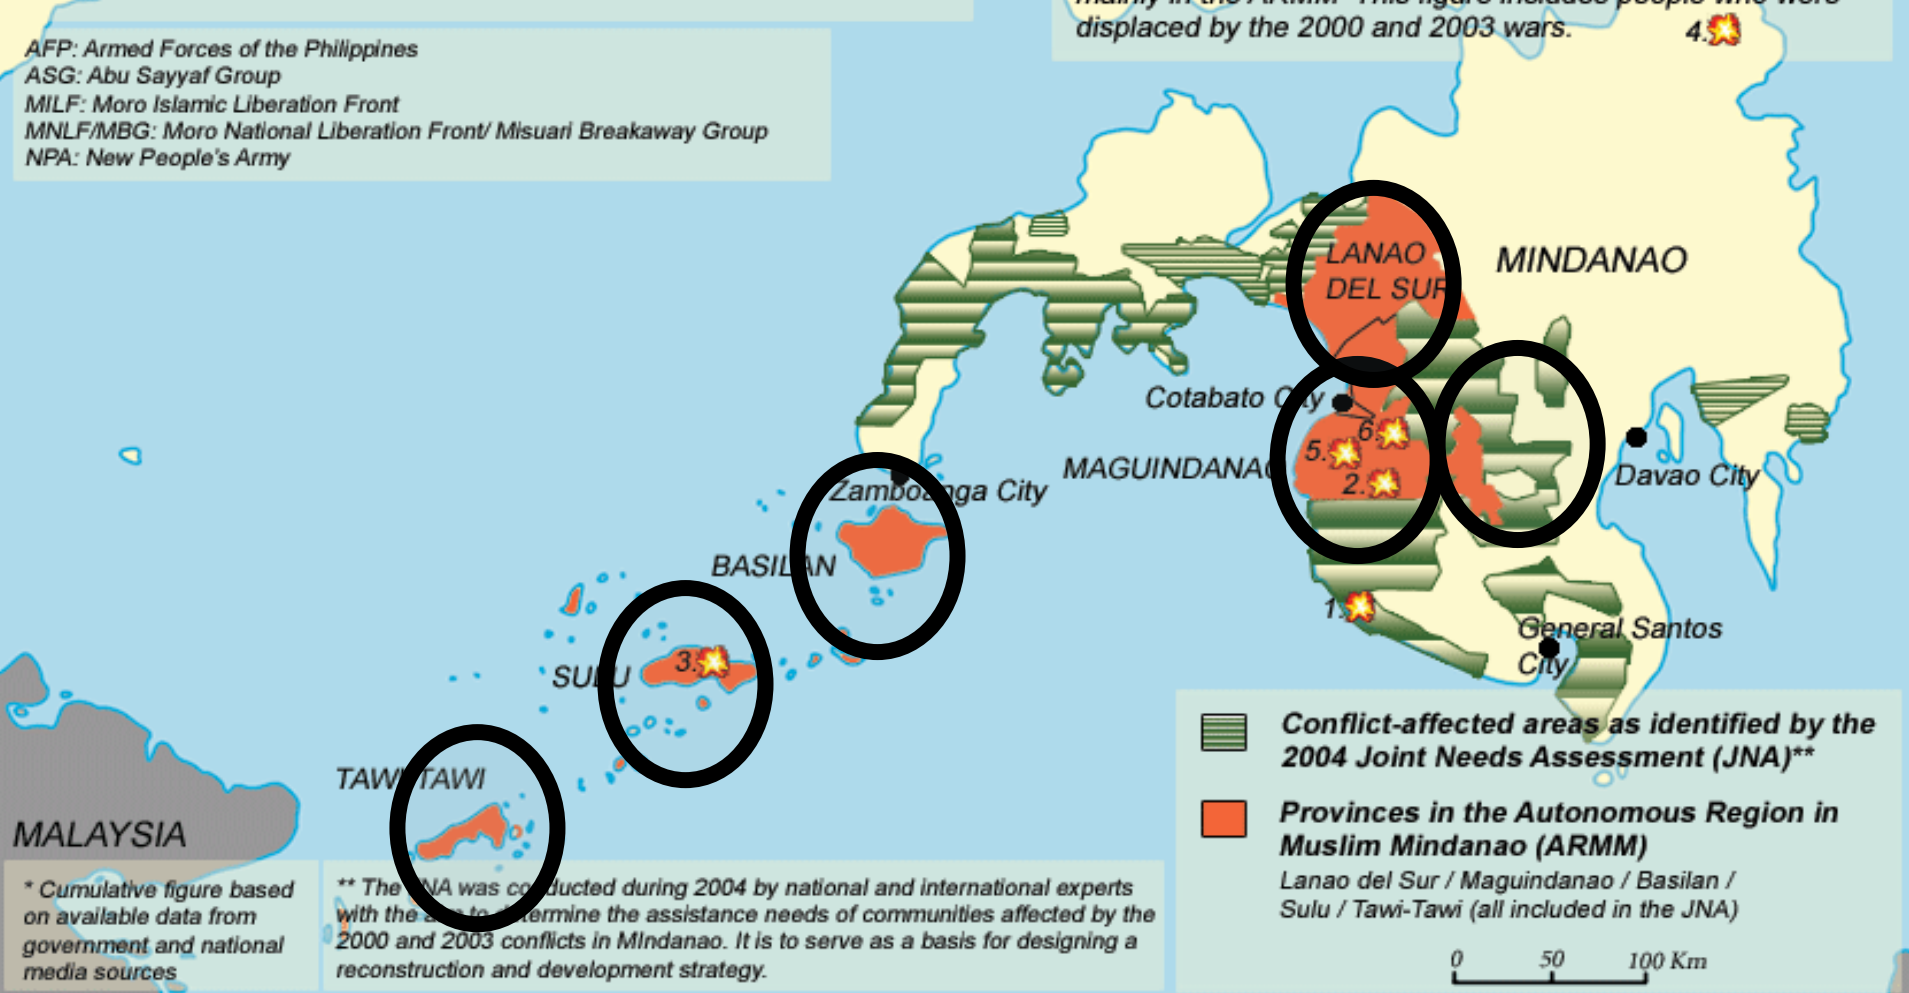 displaced by the 2000 and 2003 wars.
4.
AFP: Armed Forces of the Philippines
ASG: Abu Sayyaf Group
MILF: Moro Islamic Liberation Front
MNLF/MBG: Moro National Liberation Front/ Misuari Breakaway Group
NPA: New People's Army
LANAO
DEL SUR
MINDANAO
Cotabato City
6.
5.
MAGUINDANAO
2.
Davao City
Zamboanga City
BASILAN
1.
General Santos
City
SULU
3.
TAWI-TAWI
MALAYSIA
Conflict-affected areas as identified by the
2004 Joint Needs Assessment (JNA)**
Provinces in the Autonomous Region in
Muslim Mindanao (ARMM)
Lanao del Sur / Maguindanao / Basilan /
Sulu / Tawi-Tawi (all included in the JNA)
0 50 100 Km
* Cumulative figure based
on available data from
government and national
media sources
** The JNA was conducted during 2004 by national and international experts
with the aim to determine the assistance needs of communities affected by the
2000 and 2003 conflicts in MIndanao. It is to serve as a basis for designing a
reconstruction and development strategy.